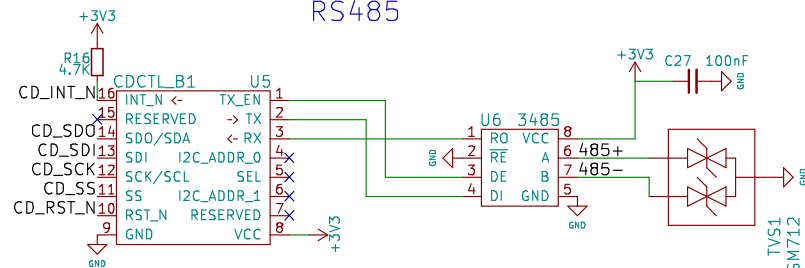 RS485
+3V3
R16
4.7K
CDCTL_B1 U5
CD_INT_N 16 INT_N <- TX_EN 1
15 RESERVED -> TX 2
CD_SDO 14 SDO/SDA <- RX 3
CD_SDI 13 SDI I2C_ADDR_0 4
CD_SCK 12 SCK/SCL SEL 5
CD_SS 11 SS I2C_ADDR_1 6
CD_RST_N 10 RST_N RESERVED 7
9 GND VCC 8
GND
+3V3
U6 3485
1 RO VCC 8
GND 2 RE A 6 485+
3 DE B 7 485-
4 DI GND 5
GND
+3V3
C27 100nF
GND
GND
TVS1
SM712